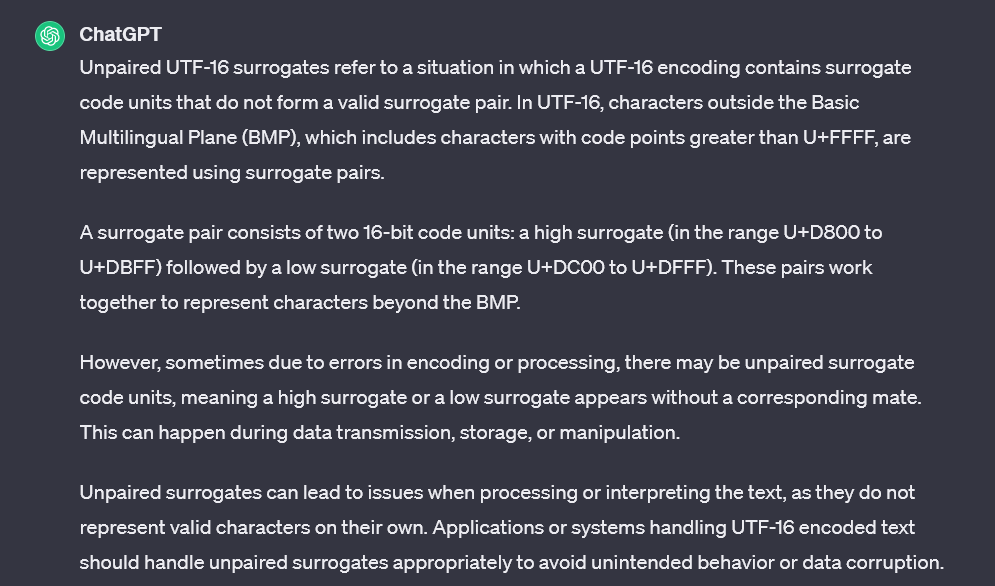 ChatGPT
Unpaired UTF-16 surrogates refer to a situation in which a UTF-16 encoding contains surrogate
code units that do not form a valid surrogate pair. In UTF-16, characters outside the Basic
Multilingual Plane (BMP), which includes characters with code points greater than U+FFFF, are
represented using surrogate pairs.
A surrogate pair consists of two 16-bit code units: a high surrogate (in the range U+D800 to
U+DBFF) followed by a low surrogate (in the range U+DC00 to U+DFFF). These pairs work
together to represent characters beyond the BMP.
However, sometimes due to errors in encoding or processing, there may be unpaired surrogate
code units, meaning a high surrogate or a low surrogate appears without a corresponding mate.
This can happen during data transmission, storage, or manipulation.
Unpaired surrogates can lead to issues when processing or interpreting the text, as they do not
represent valid characters on their own. Applications or systems handling UTF-16 encoded text
should handle unpaired surrogates appropriately to avoid unintended behavior or data corruption.